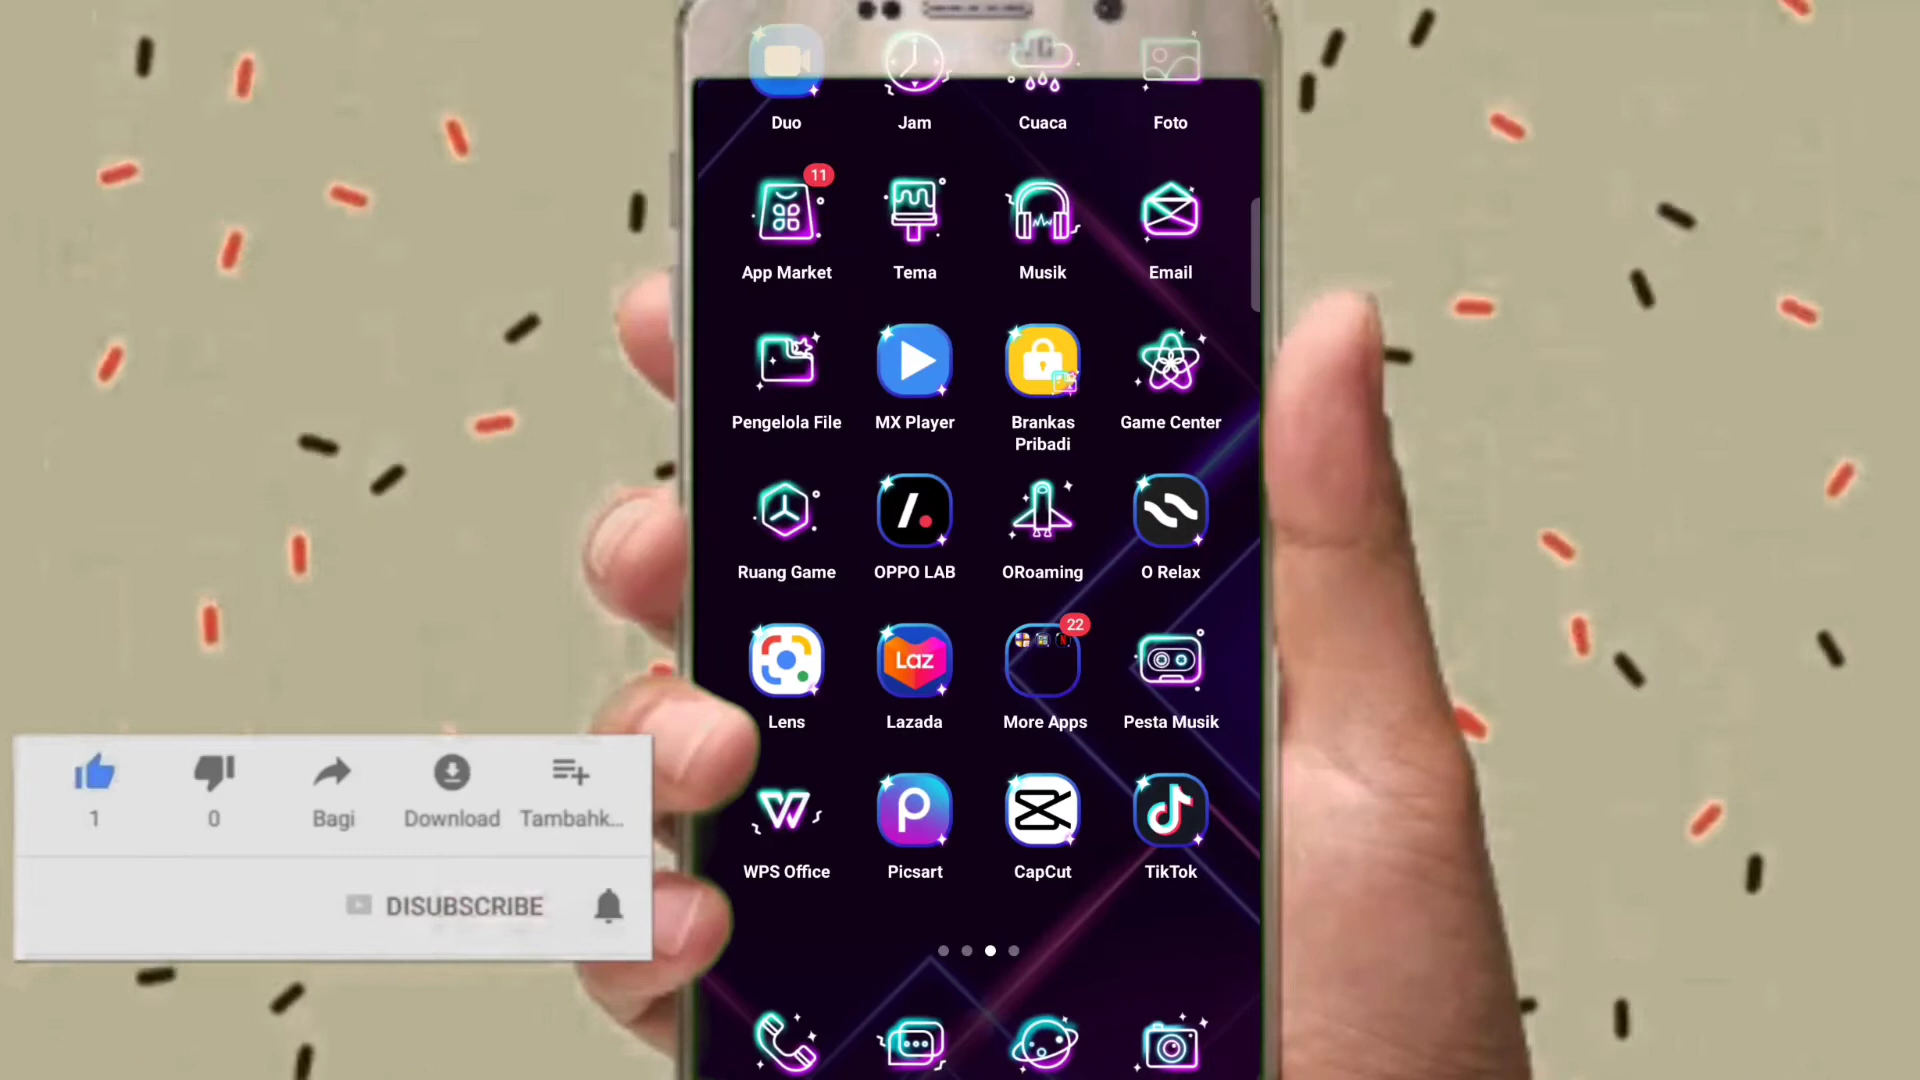 Duo Jam Cuaca Foto
11
App Market Tema Musik Email
Pengelola File MX Player Brankas Pribadi Game Center
Ruang Game OPPO LAB ORoaming O Relax
Laz
22
Lens Lazada More Apps Pesta Musik
WPS Office Picsart CapCut TikTok
1 0 Bagi Download Tambahk...
DISUBSCRIBE